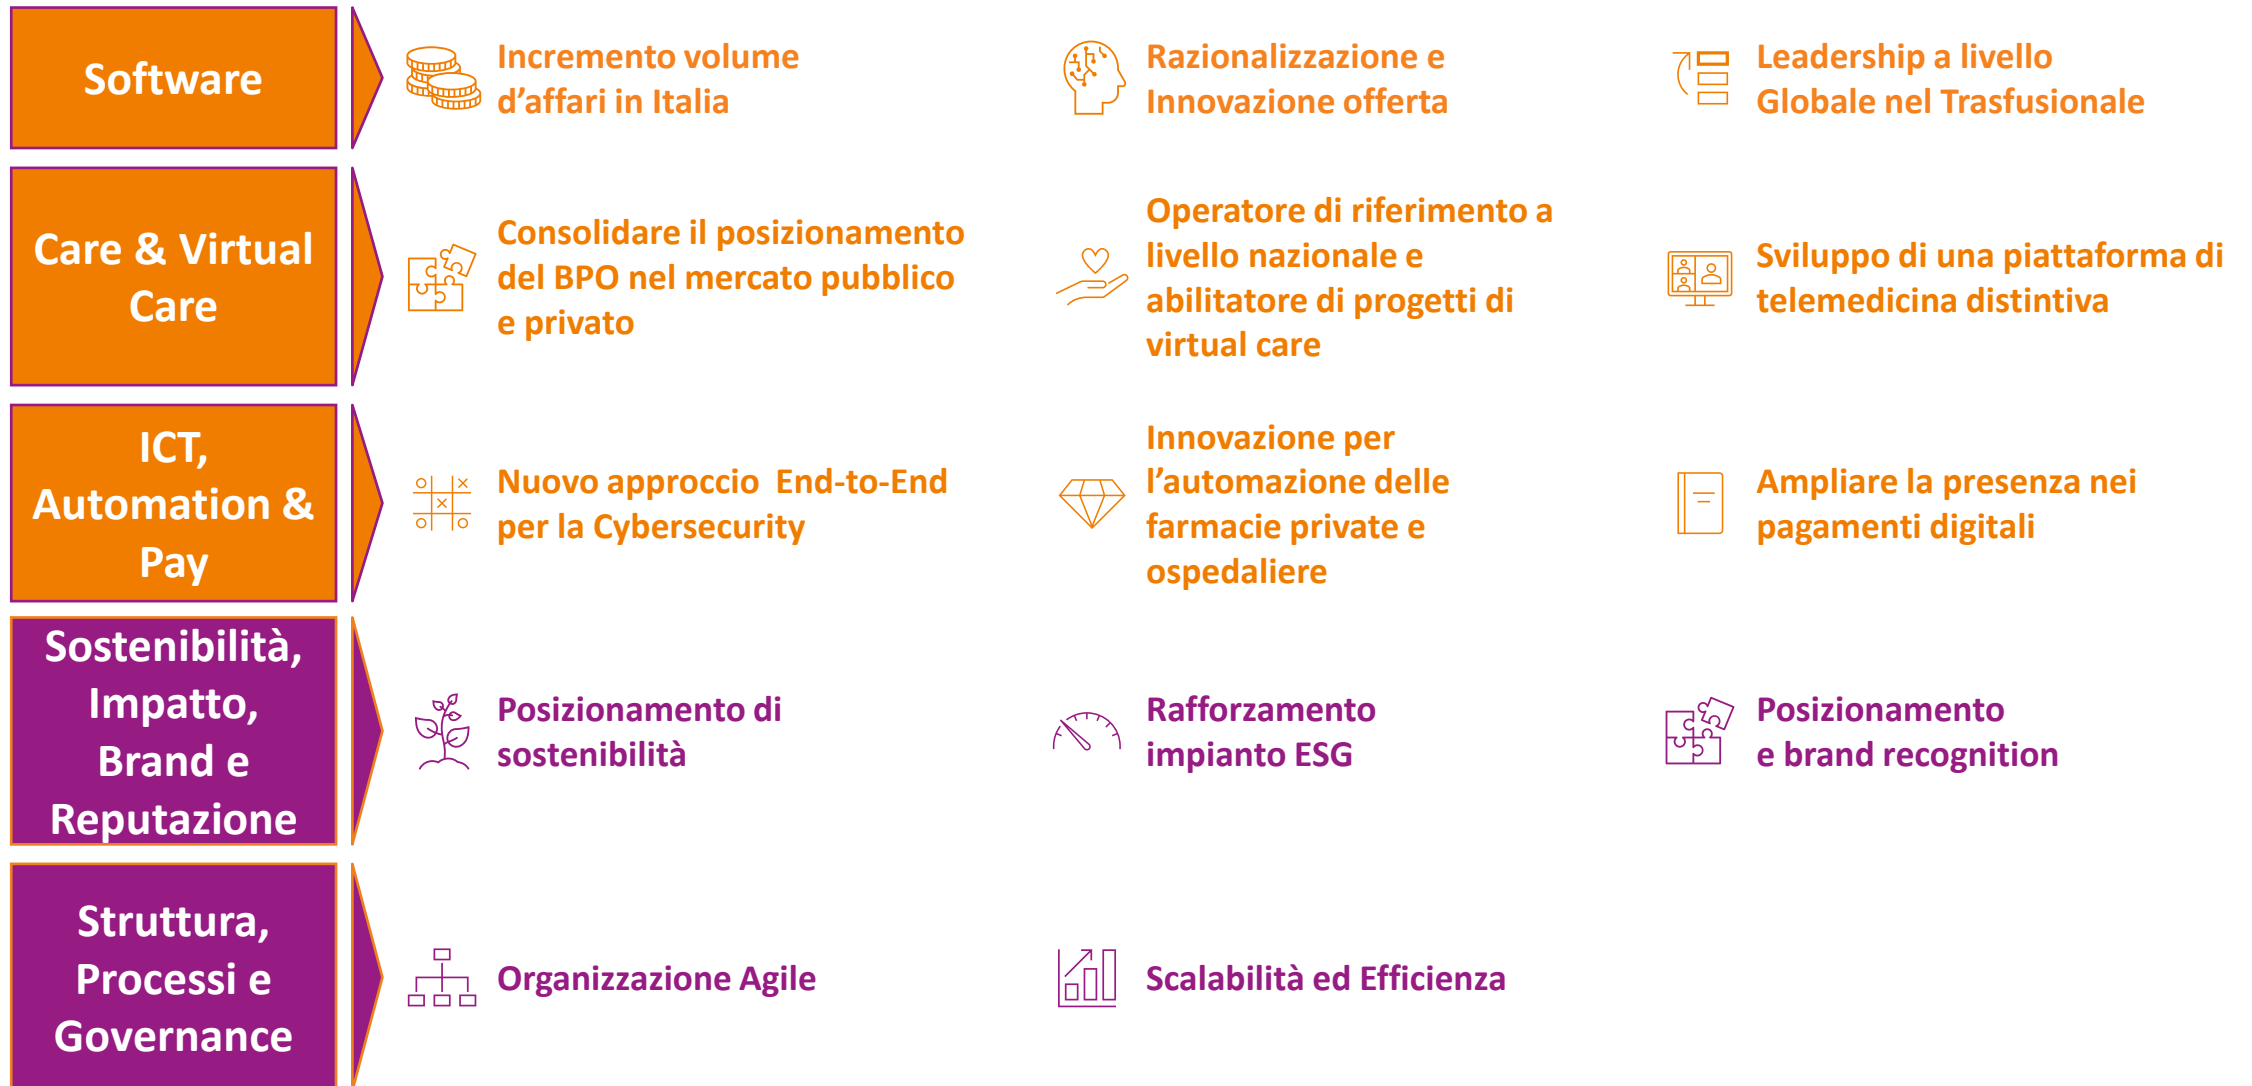 Software
Incremento volume
d’affari in Italia
Razionalizzazione e
Innovazione offerta
Leadership a livello
Globale nel Trasfusionale
Care & Virtual
Care
Consolidare il posizionamento
del BPO nel mercato pubblico
e privato
Operatore di riferimento a
livello nazionale e
abilitatore di progetti di
virtual care
Sviluppo di una piattaforma di
telemedicina distintiva
ICT,
Automation &
Pay
Nuovo approccio End-to-End
per la Cybersecurity
Innovazione per
l’automazione delle
farmacie private e
ospedaliere
Ampliare la presenza nei
pagamenti digitali
Sostenibilità,
Impatto,
Brand e
Reputazione
Posizionamento di
sostenibilità
Rafforzamento
impianto ESG
Posizionamento
e brand recognition
Struttura,
Processi e
Governance
Organizzazione Agile
Scalabilità ed Efficienza